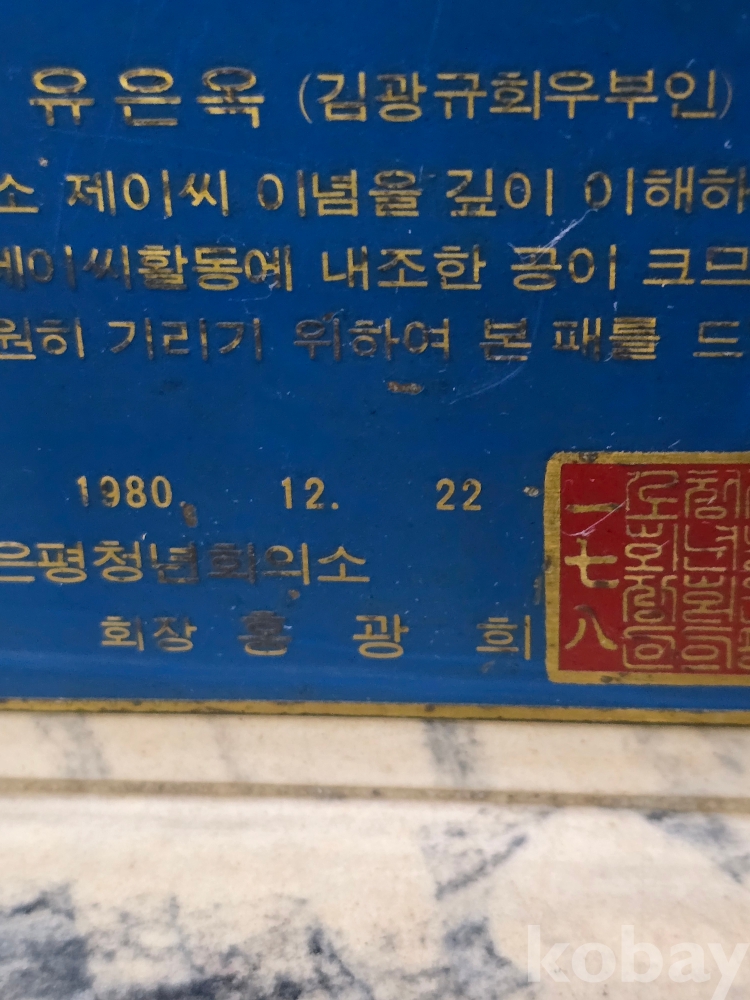 유은옥 (김광규회우부인)
소 제이씨 이념을 깊이 이해하
제이씨활동에 내조한 공이 크므
원히 기리기 위하여 본 패를 드
1980. 12. 22
은평청년회의소
회장 홍광희
一七八
kobay